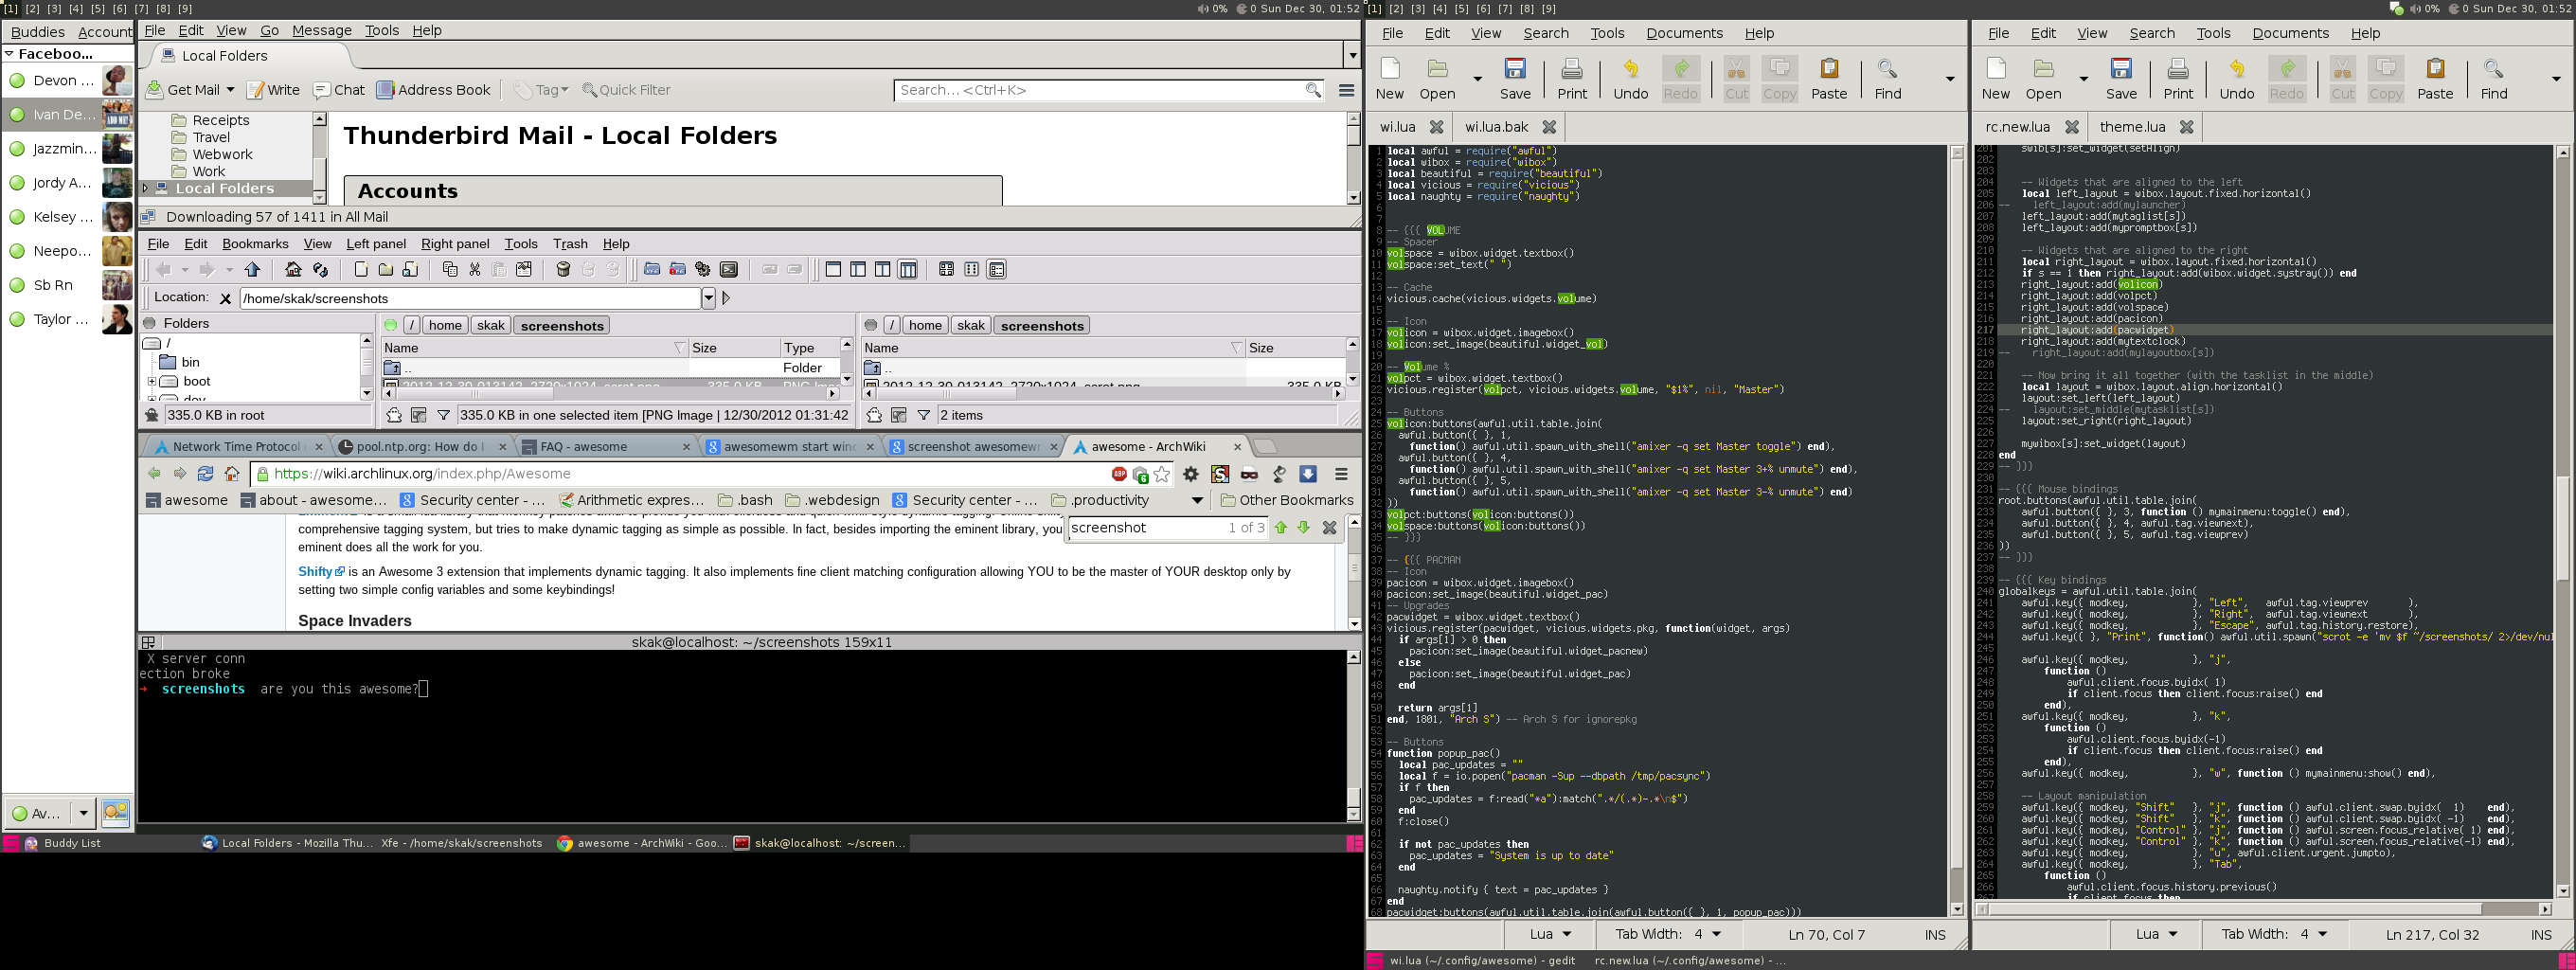 [1] [2] [3] [4] [5] [6] [7] [8] [9]
0% 0 Sun Dec 30, 01:52
Buddies Account
Faceboo...
Devon ...
Ivan De...
Jazzmin...
Jordy A...
Kelsey ...
Neepo...
Sb Rn
Taylor ...
Av...
File Edit View Go Message Tools Help
Local Folders
Get Mail Write Chat Address Book Tag Quick Filter Search... <Ctrl+K>
Receipts
Travel
Webwork
Work
Local Folders
Thunderbird Mail - Local Folders
Accounts
Downloading 57 of 1411 in All Mail
File Edit Bookmarks View Left panel Right panel Tools Trash Help
Location: /home/skak/screenshots
Folders
/
bin
boot
dev
335.0 KB in root
/ home skak screenshots
Name Size Type
.. Folder
2012-12-30-013142_2720x1024_scrot.png 335.0 KB PNG Image
335.0 KB in one selected item [PNG Image | 12/30/2012 01:31:42
/ home skak screenshots
Name Size
..
2012-12-30-013142_2720x1024_scrot.png 335.0 KB
2 items
Network Time Protocol pool.ntp.org: How do I FAQ - awesome awesomewm start wind screenshot awesomewm awesome - ArchWiki
https://wiki.archlinux.org/index.php/Awesome
awesome about - awesome... Security center - ... Arithmetic expres... .bash .webdesign Security center - ... .productivity Other Bookmarks
screenshot 1 of 3
comprehensive tagging system, but tries to make dynamic tagging as simple as possible. In fact, besides importing the eminent library, you
eminent does all the work for you.
Shifty is an Awesome 3 extension that implements dynamic tagging. It also implements fine client matching configuration allowing YOU to be the master of YOUR desktop only by
setting two simple config variables and some keybindings!
Space Invaders
skak@localhost: ~/screenshots 159x11
X server conn
ection broke
→ screenshots are you this awesome?
Buddy List Local Folders - Mozilla Thu... Xfe - /home/skak/screenshots awesome - ArchWiki - Goo... skak@localhost: ~/screen...
[1] [2] [3] [4] [5] [6] [7] [8] [9]
0% 0 Sun Dec 30, 01:52
File Edit View Search Tools Documents Help
New Open Save Print Undo Redo Cut Copy Paste Find
wi.lua wi.lua.bak
1 local awful = require("awful")
2 local wibox = require("wibox")
3 local beautiful = require("beautiful")
4 local vicious = require("vicious")
5 local naughty = require("naughty")
6
7
8 -- {{{ VOLUME
9 -- Spacer
10 volspace = wibox.widget.textbox()
11 volspace:set_text(" ")
12
13 -- Cache
14 vicious.cache(vicious.widgets.volume)
15
16 -- Icon
17 volicon = wibox.widget.imagebox()
18 volicon:set_image(beautiful.widget_vol)
19
20 -- Volume %
21 volpct = wibox.widget.textbox()
22 vicious.register(volpct, vicious.widgets.volume, "$1%", nil, "Master")
23
24 -- Buttons
25 volicon:buttons(awful.util.table.join(
26 awful.button({ }, 1,
27 function() awful.util.spawn_with_shell("amixer -q set Master toggle") end),
28 awful.button({ }, 4,
29 function() awful.util.spawn_with_shell("amixer -q set Master 3+% unmute") end),
30 awful.button({ }, 5,
31 function() awful.util.spawn_with_shell("amixer -q set Master 3-% unmute") end)
32 ))
33 volpct:buttons(volicon:buttons())
34 volspace:buttons(volicon:buttons())
35 -- }}}
36
37 -- {{{ PACMAN
38 -- Icon
39 pacicon = wibox.widget.imagebox()
40 pacicon:set_image(beautiful.widget_pac)
41 -- Upgrades
42 pacwidget = wibox.widget.textbox()
43 vicious.register(pacwidget, vicious.widgets.pkg, function(widget, args)
44 if args[1] > 0 then
45 pacicon:set_image(beautiful.widget_pacnew)
46 else
47 pacicon:set_image(beautiful.widget_pac)
48 end
49
50 return args[1]
51 end, 1801, "Arch S") -- Arch S for ignorepkg
52
53 -- Buttons
54 function popup_pac()
55 local pac_updates = ""
56 local f = io.popen("pacman -Sup --dbpath /tmp/pacsync")
57 if f then
58 pac_updates = f:read("*a"):match(".*/(.*)-.*\n$")
59 end
60 f:close()
61
62 if not pac_updates then
63 pac_updates = "System is up to date"
64 end
65
66 naughty.notify { text = pac_updates }
67 end
68 pacwidget:buttons(awful.util.table.join(awful.button({ }, 1, popup_pac)))
Lua Tab Width: 4 Ln 70, Col 7 INS
File Edit View Search Tools Documents Help
New Open Save Print Undo Redo Cut Copy Paste Find
rc.new.lua theme.lua
201 swib[s]:set_widget(setAlign)
202
203
204 -- Widgets that are aligned to the left
205 local left_layout = wibox.layout.fixed.horizontal()
206 -- left_layout:add(mylauncher)
207 left_layout:add(mytaglist[s])
208 left_layout:add(mypromptbox[s])
209
210 -- Widgets that are aligned to the right
211 local right_layout = wibox.layout.fixed.horizontal()
212 if s == 1 then right_layout:add(wibox.widget.systray()) end
213 right_layout:add(volicon)
214 right_layout:add(volpct)
215 right_layout:add(volspace)
216 right_layout:add(pacicon)
217 right_layout:add(pacwidget)
218 right_layout:add(mytextclock)
219 -- right_layout:add(mylayoutbox[s])
220
221 -- Now bring it all together (with the tasklist in the middle)
222 local layout = wibox.layout.align.horizontal()
223 layout:set_left(left_layout)
224 -- layout:set_middle(mytasklist[s])
225 layout:set_right(right_layout)
226
227 mywibox[s]:set_widget(layout)
228 end
229 -- }}}
230
231 -- {{{ Mouse bindings
232 root.buttons(awful.util.table.join(
233 awful.button({ }, 3, function () mymainmenu:toggle() end),
234 awful.button({ }, 4, awful.tag.viewnext),
235 awful.button({ }, 5, awful.tag.viewprev)
236 ))
237 -- }}}
238
239 -- {{{ Key bindings
240 globalkeys = awful.util.table.join(
241 awful.key({ modkey, }, "Left", awful.tag.viewprev ),
242 awful.key({ modkey, }, "Right", awful.tag.viewnext ),
243 awful.key({ modkey, }, "Escape", awful.tag.history.restore),
244 awful.key({ }, "Print", function() awful.util.spawn("scrot -e 'mv $f ~/screenshots/ 2>/dev/nul
245
246 awful.key({ modkey, }, "j",
247 function ()
248 awful.client.focus.byidx( 1)
249 if client.focus then client.focus:raise() end
250 end),
251 awful.key({ modkey, }, "k",
252 function ()
253 awful.client.focus.byidx(-1)
254 if client.focus then client.focus:raise() end
255 end),
256 awful.key({ modkey, }, "w", function () mymainmenu:show() end),
257
258 -- Layout manipulation
259 awful.key({ modkey, "Shift" }, "j", function () awful.client.swap.byidx( 1) end),
260 awful.key({ modkey, "Shift" }, "k", function () awful.client.swap.byidx( -1) end),
261 awful.key({ modkey, "Control" }, "j", function () awful.screen.focus_relative( 1) end),
262 awful.key({ modkey, "Control" }, "k", function () awful.screen.focus_relative(-1) end),
263 awful.key({ modkey, }, "u", awful.client.urgent.jumpto),
264 awful.key({ modkey, }, "Tab",
265 function ()
266 awful.client.focus.history.previous()
267 if client.focus then
Lua Tab Width: 4 Ln 217, Col 32 INS
wi.lua (~/.config/awesome) - gedit rc.new.lua (~/.config/awesome) - ...